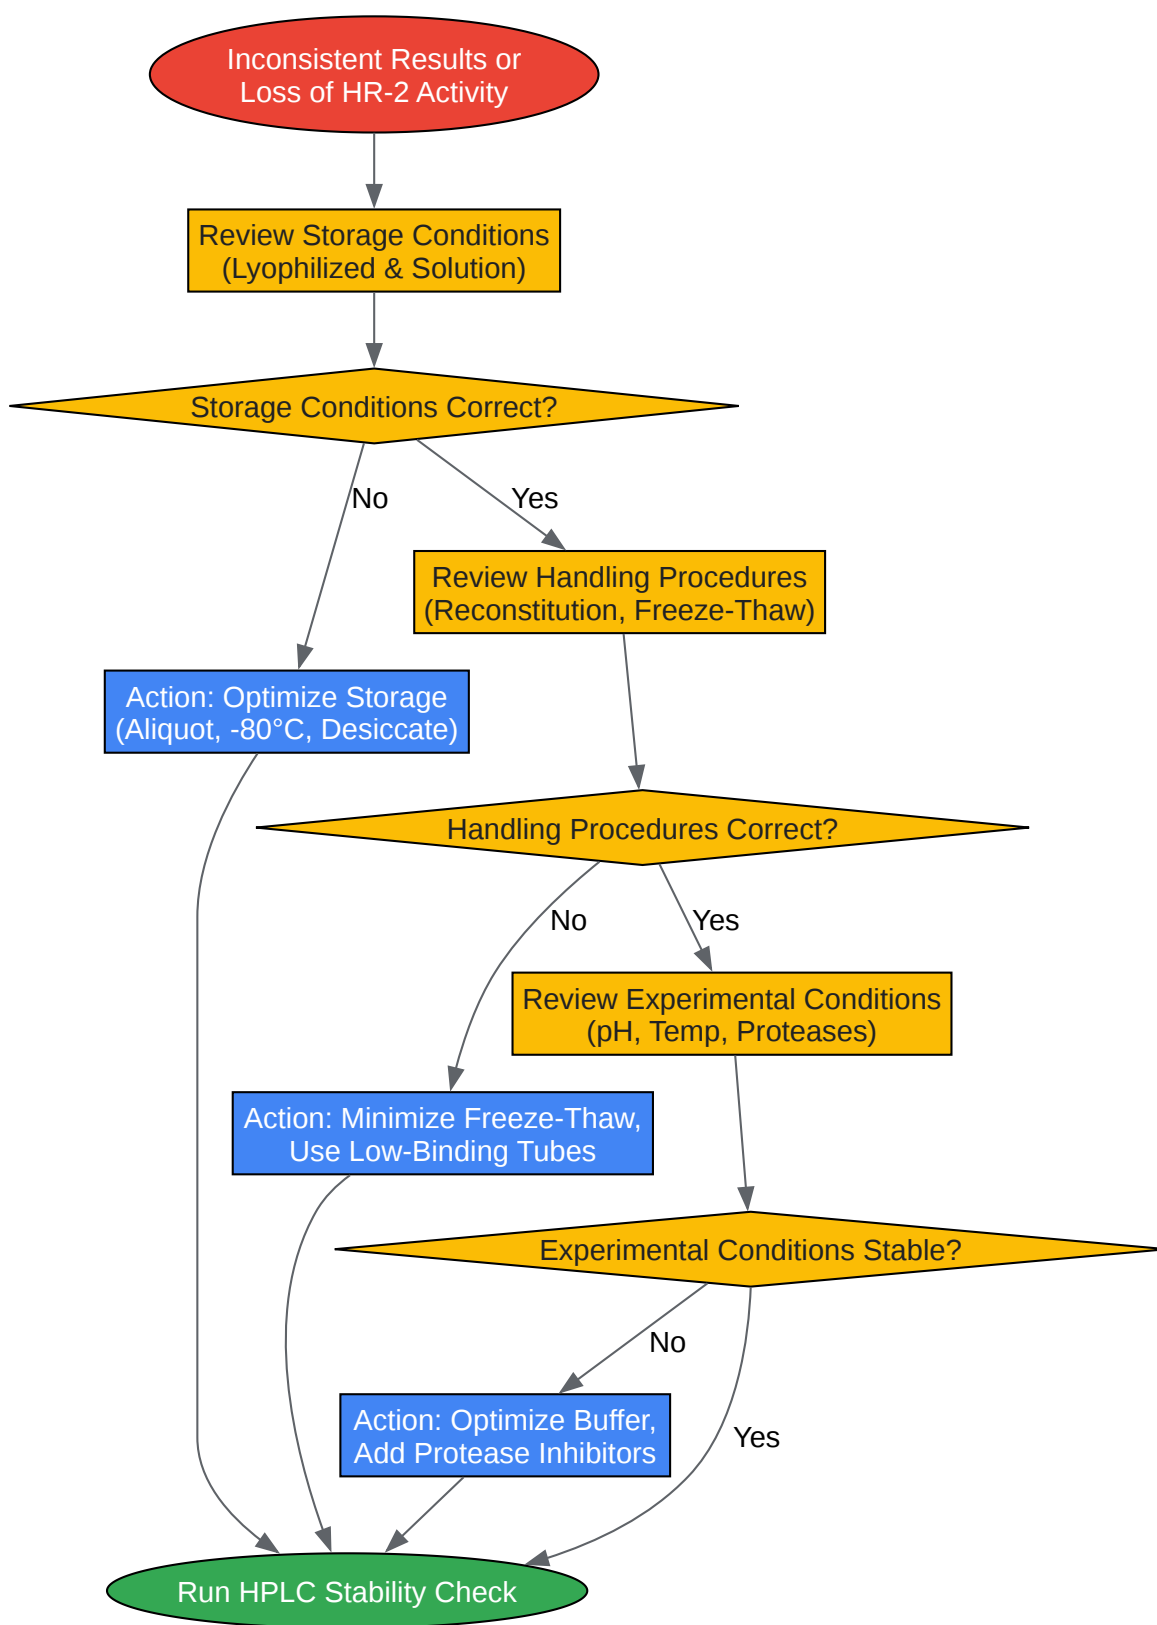 Inconsistent Results or
Loss of HR-2 Activity
Review Storage Conditions
(Lyophilized & Solution)
Storage Conditions Correct?
No
Yes
Review Handling Procedures
(Reconstitution, Freeze-Thaw)
Action: Optimize Storage
(Aliquot, -80°C, Desiccate)
Handling Procedures Correct?
No
Yes
Review Experimental Conditions
(pH, Temp, Proteases)
Action: Minimize Freeze-Thaw,
Use Low-Binding Tubes
Experimental Conditions Stable?
No
Action: Optimize Buffer,
Add Protease Inhibitors
Yes
Run HPLC Stability Check